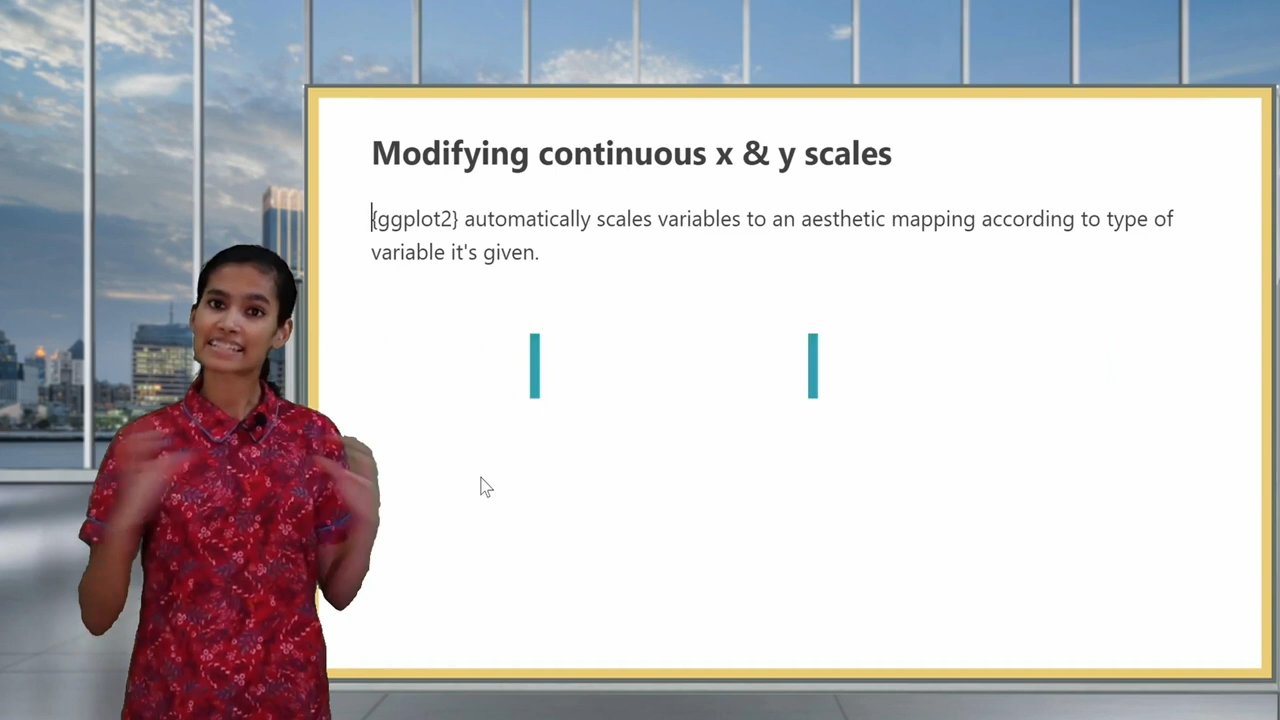 Modifying continuous x & y scales
{ggplot2} automatically scales variables to an aesthetic mapping according to type of
variable it's given.